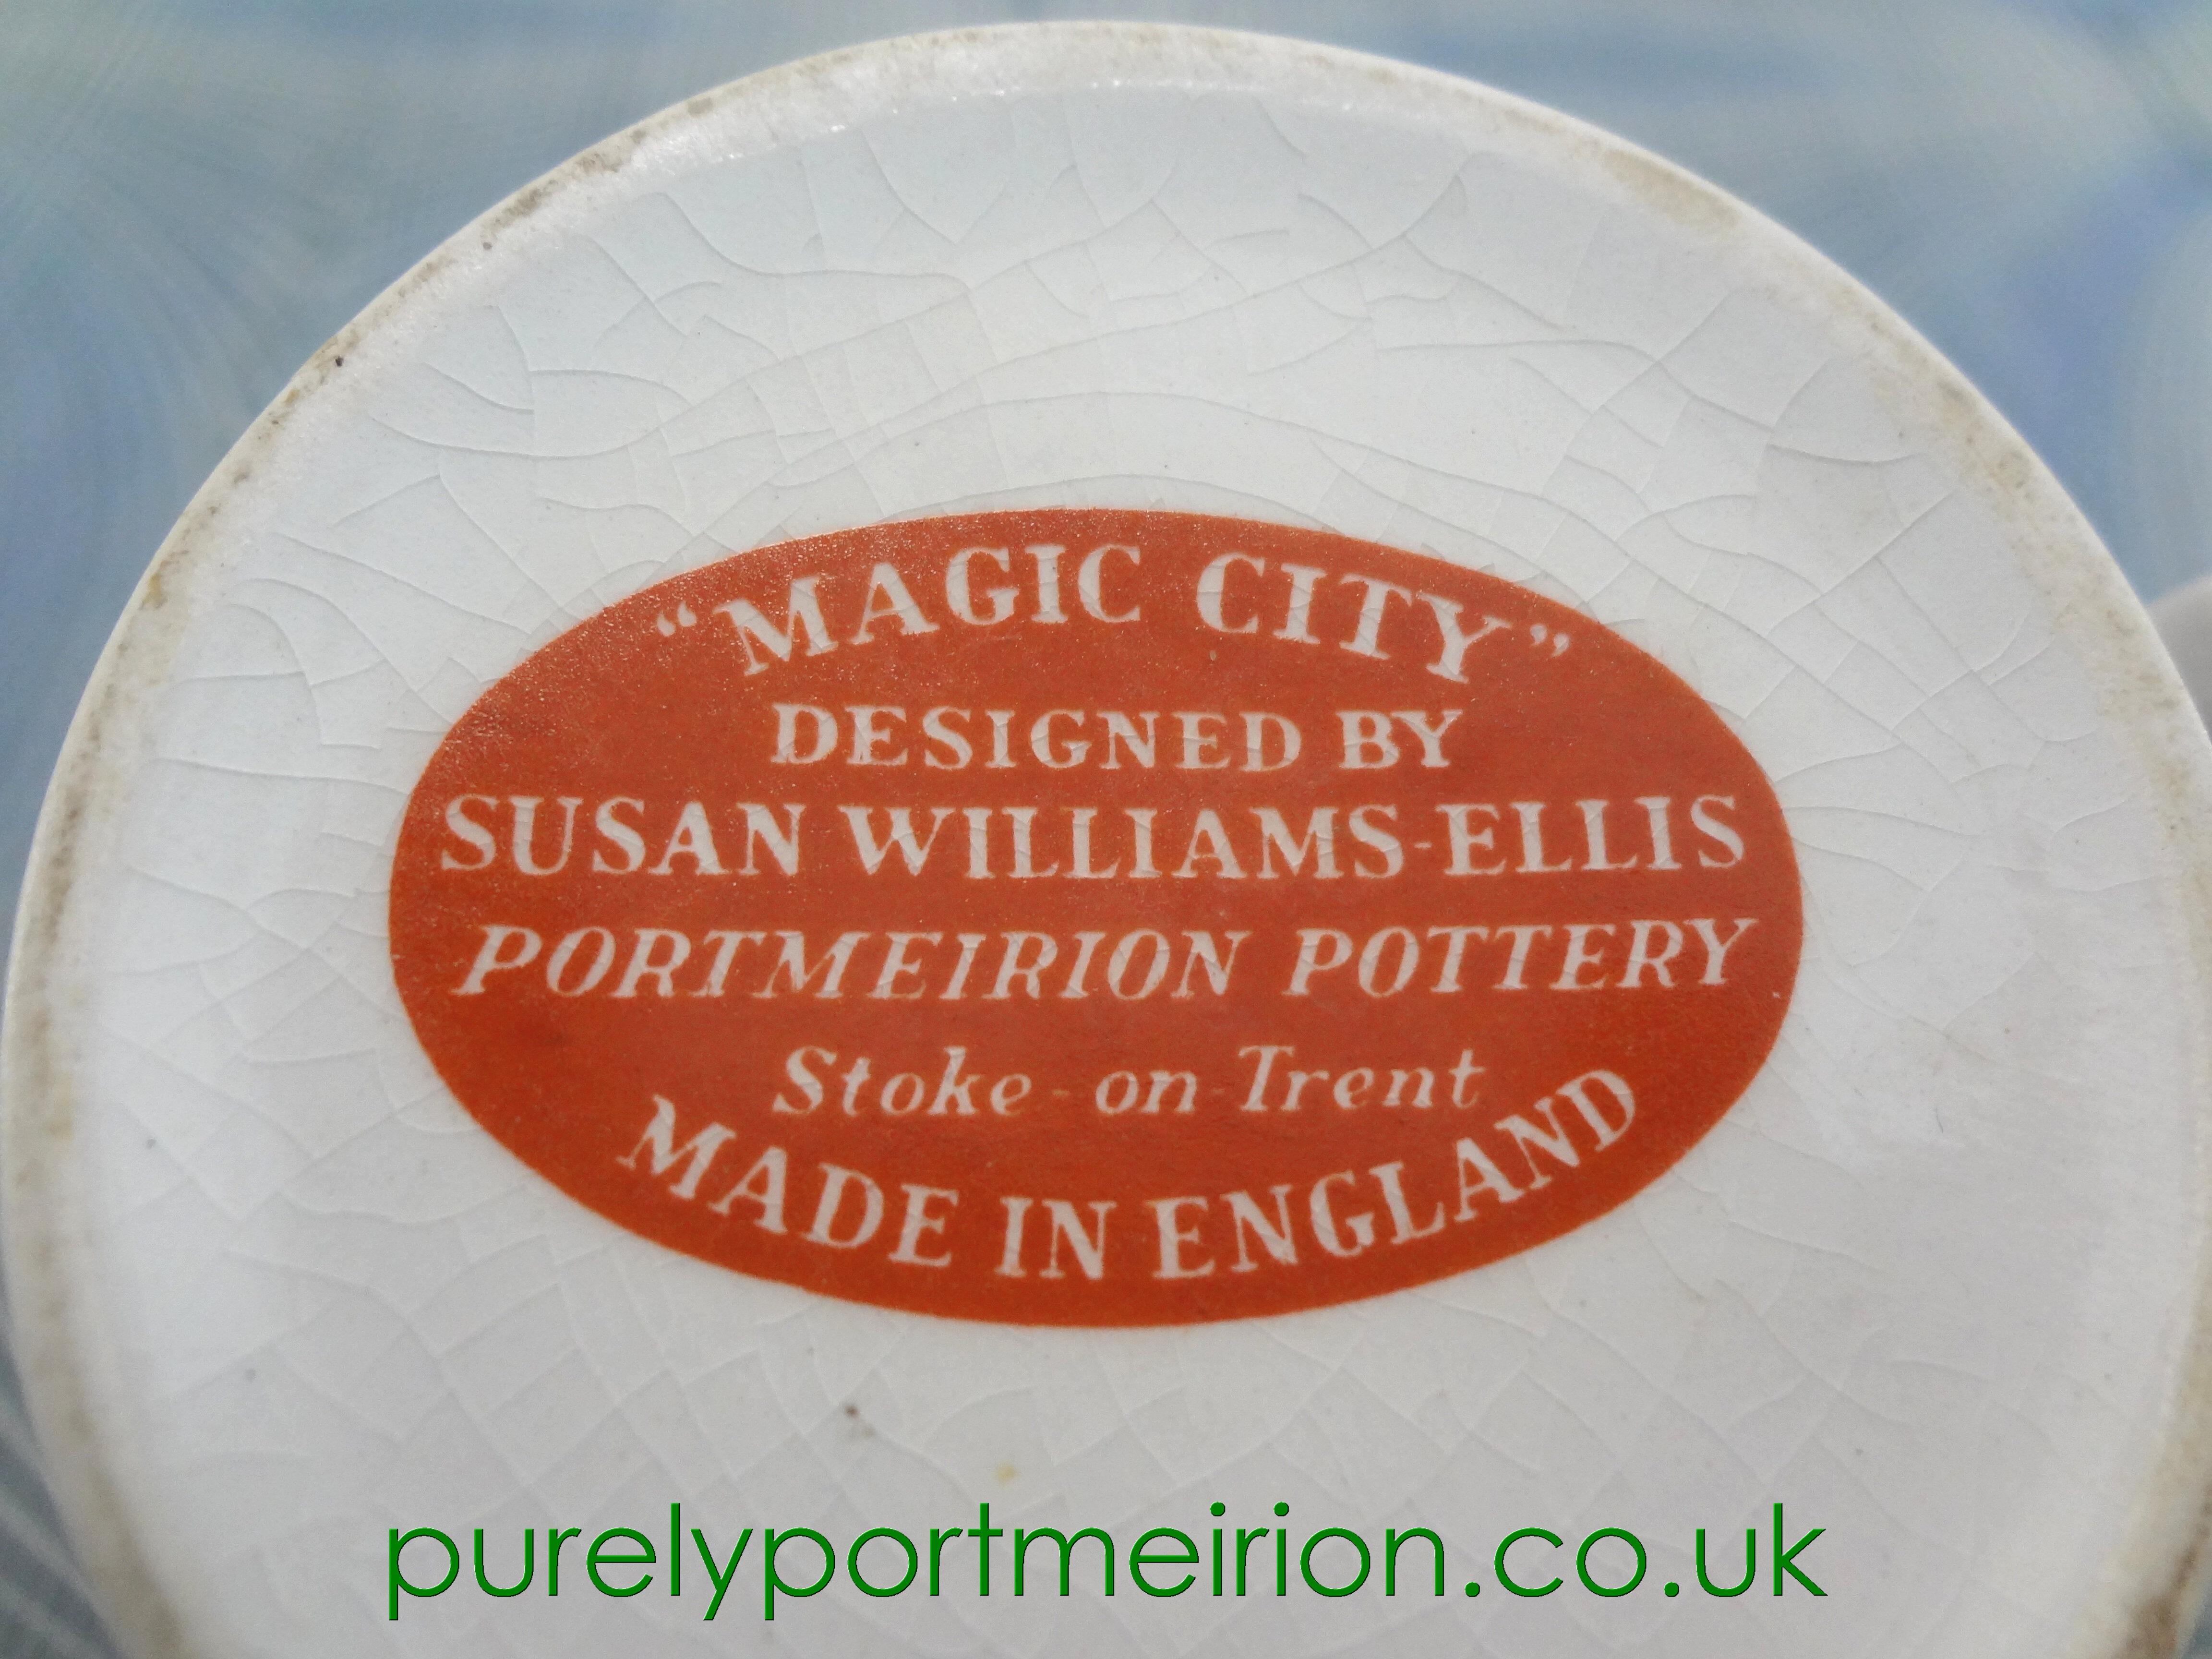 “MAGIC CITY”
DESIGNED BY
SUSAN WILLIAMS-ELLIS
PORTMEIRION POTTERY
Stoke-on-Trent
MADE IN ENGLAND
purelyportmeirion.co.uk